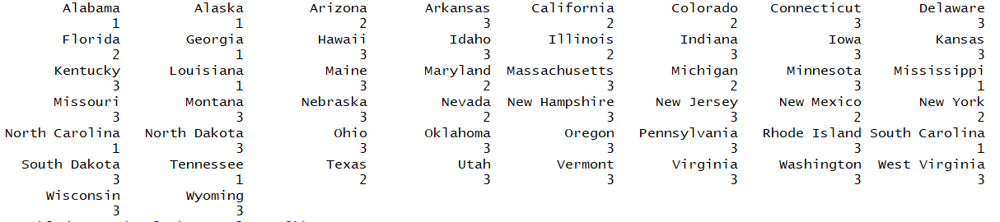 Alabama Alaska Arizona Arkansas California Colorado Connecticut Delaware
1 1 2 3 2 2 3 3
Florida Georgia Hawaii Idaho Illinois Indiana Iowa Kansas
2 1 3 3 2 3 3 3
Kentucky Louisiana Maine Maryland Massachusetts Michigan Minnesota Mississippi
3 1 3 2 3 2 3 1
Missouri Montana Nebraska Nevada New Hampshire New Jersey New Mexico New York
3 3 3 2 3 3 2 2
North Carolina North Dakota Ohio Oklahoma Oregon Pennsylvania Rhode Island South Carolina
1 3 3 3 3 3 3 1
South Dakota Tennessee Texas Utah Vermont Virginia Washington West Virginia
3 1 2 3 3 3 3 3
Wisconsin Wyoming
3 3